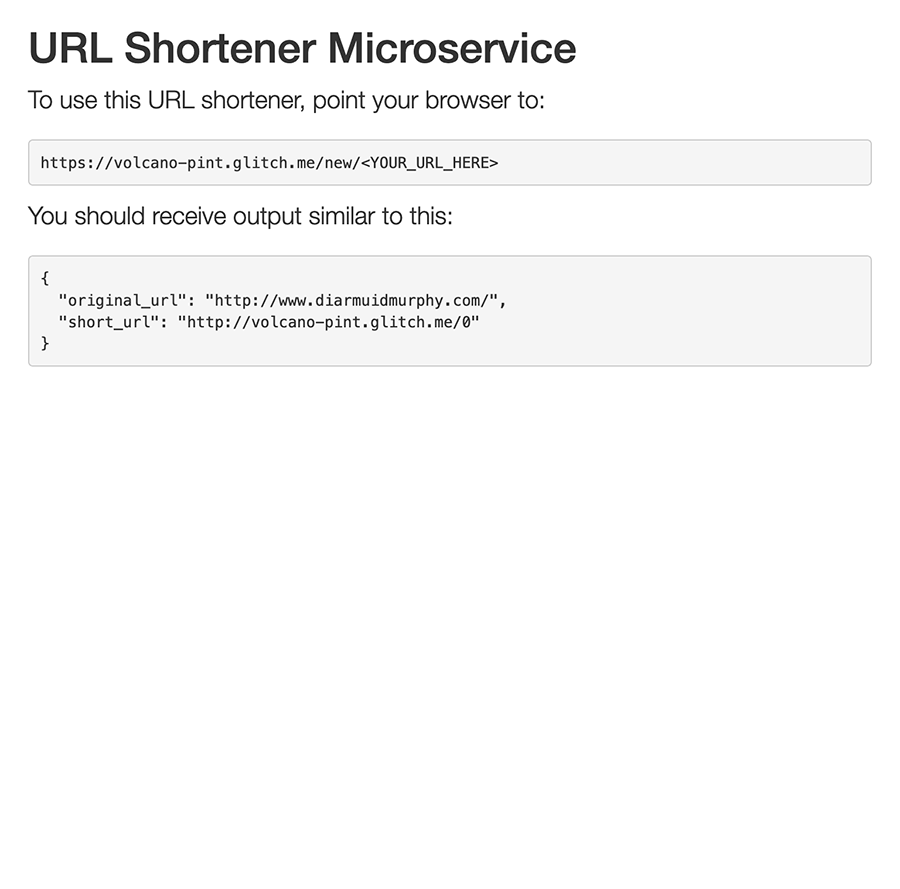 URL Shortener Microservice
To use this URL shortener, point your browser to:
https://volcano-pint.glitch.me/new/<YOUR_URL_HERE>
You should receive output similar to this:
{
  "original_url": "http://www.diarmuidmurphy.com/",
  "short_url": "http://volcano-pint.glitch.me/0"
}